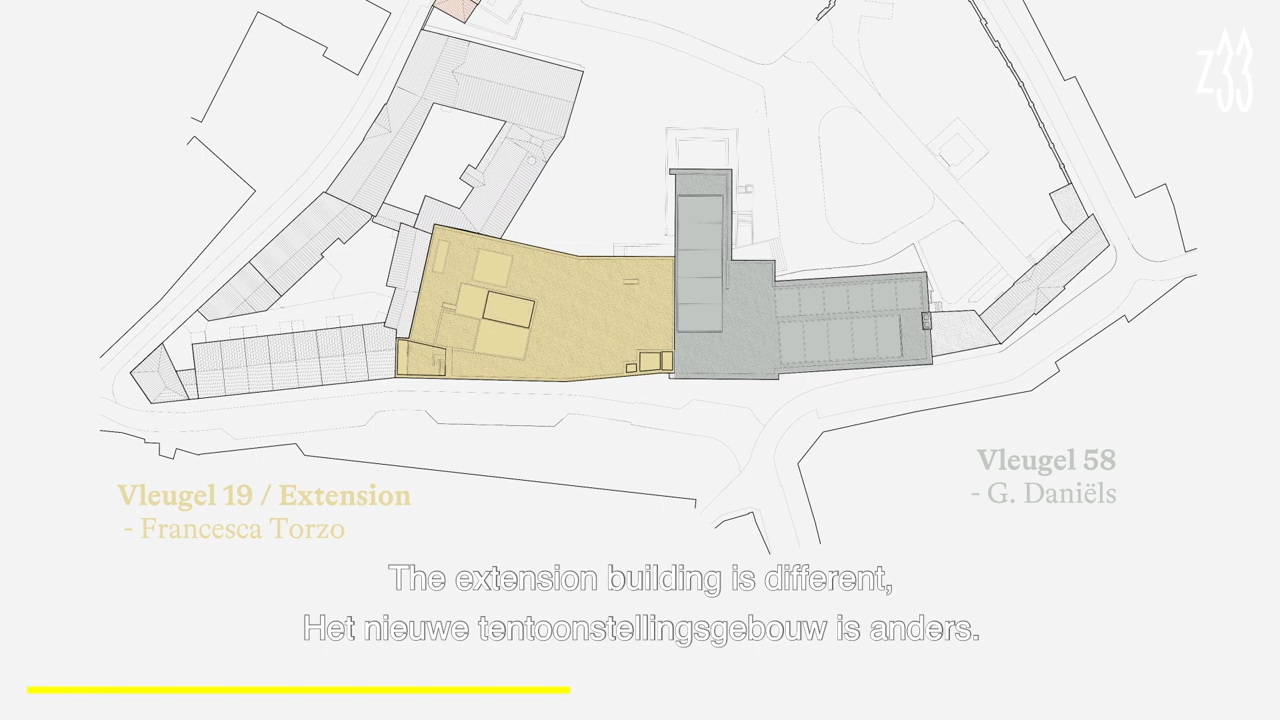 Z33
Vleugel 58
- G. Daniëls
Vleugel 19 / Extension
- Francesca Torzo
The extension building is different,
Het nieuwe tentoonstellingsgebouw is anders.